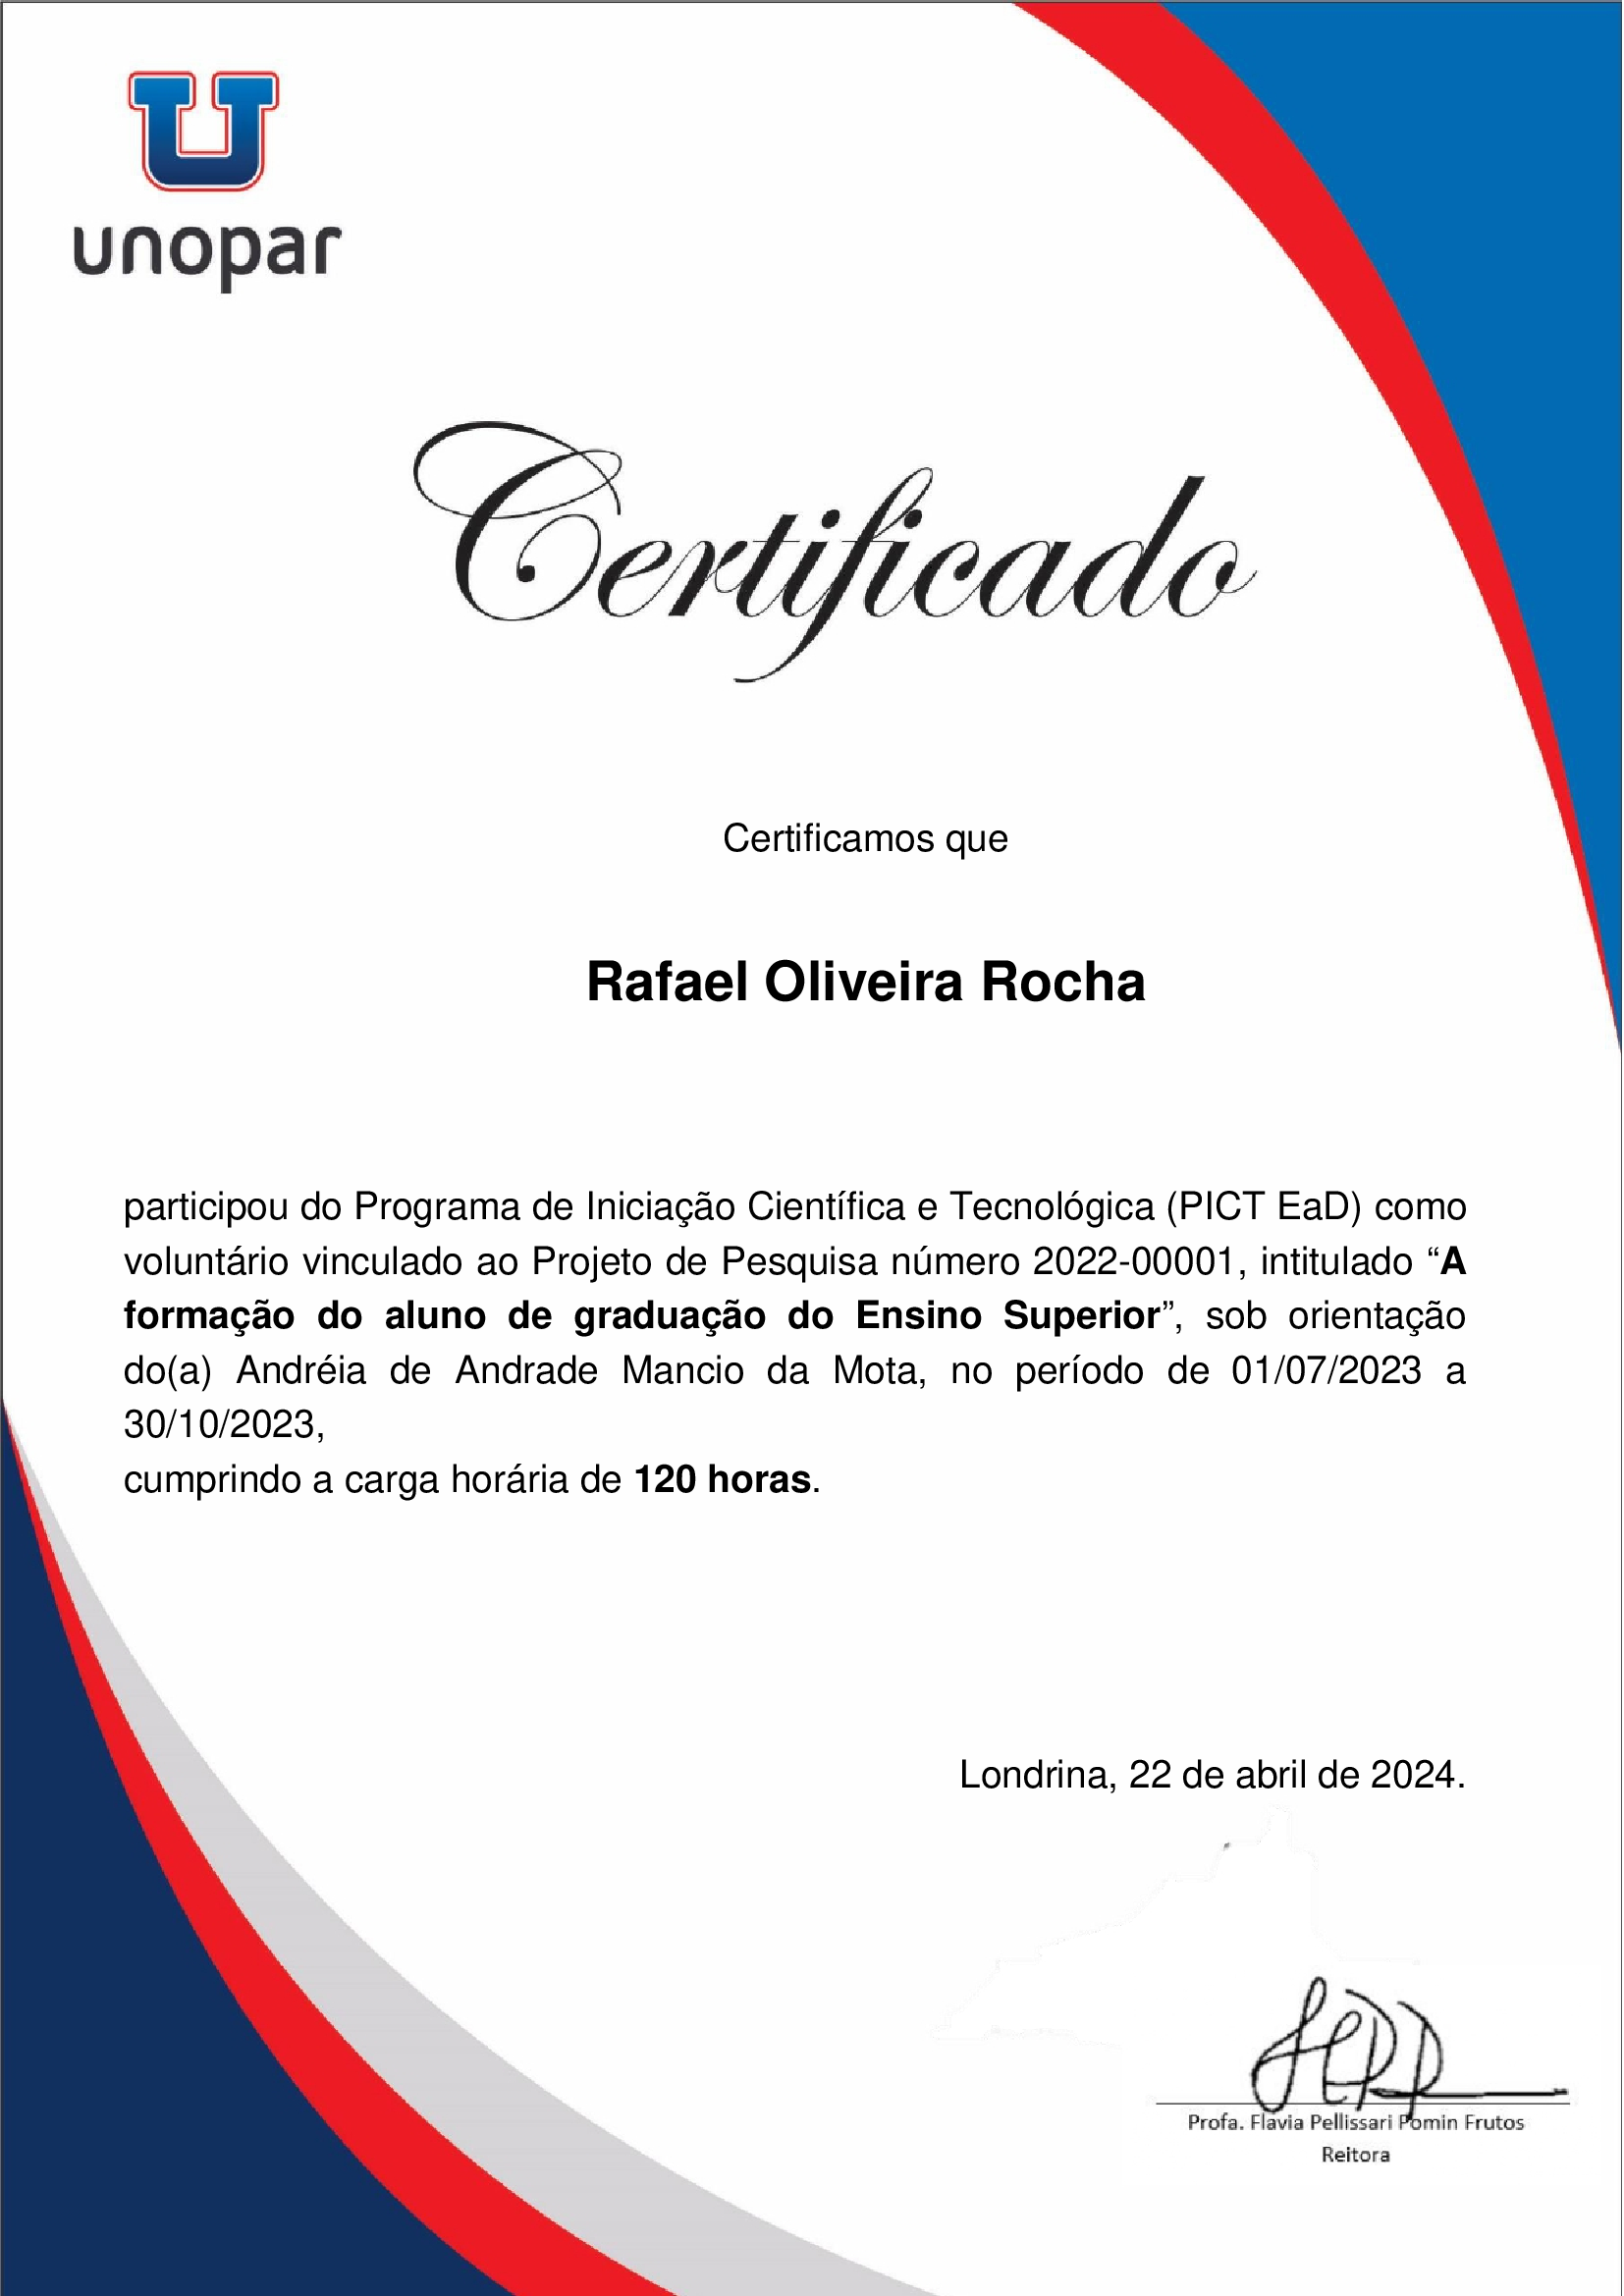 U
unopar
Certificado
Certificamos que
Rafael Oliveira Rocha
participou do Programa de Iniciação Científica e Tecnológica (PICT EaD) como
voluntário vinculado ao Projeto de Pesquisa número 2022-00001, intitulado “A
formação do aluno de graduação do Ensino Superior”, sob orientação
do(a) Andréia de Andrade Mancio da Mota, no período de 01/07/2023 a
30/10/2023,
cumprindo a carga horária de 120 horas.
Londrina, 22 de abril de 2024.
Profa. Flavia Pellissari Pomin Frutos
Reitora